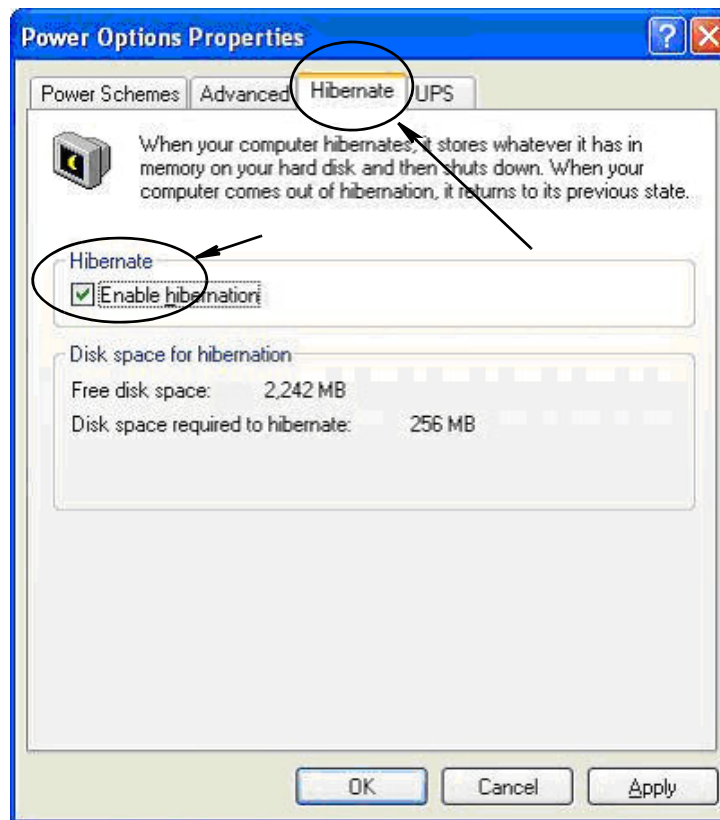 Power Options Properties
Power Schemes Advanced Hibernate UPS
When your computer hibernates, it stores whatever it has in
memory on your hard disk and then shuts down. When your
computer comes out of hibernation, it returns to its previous state.
Hibernate
Enable hibernation
Disk space for hibernation
Free disk space: 2,242 MB
Disk space required to hibernate: 256 MB
OK Cancel Apply